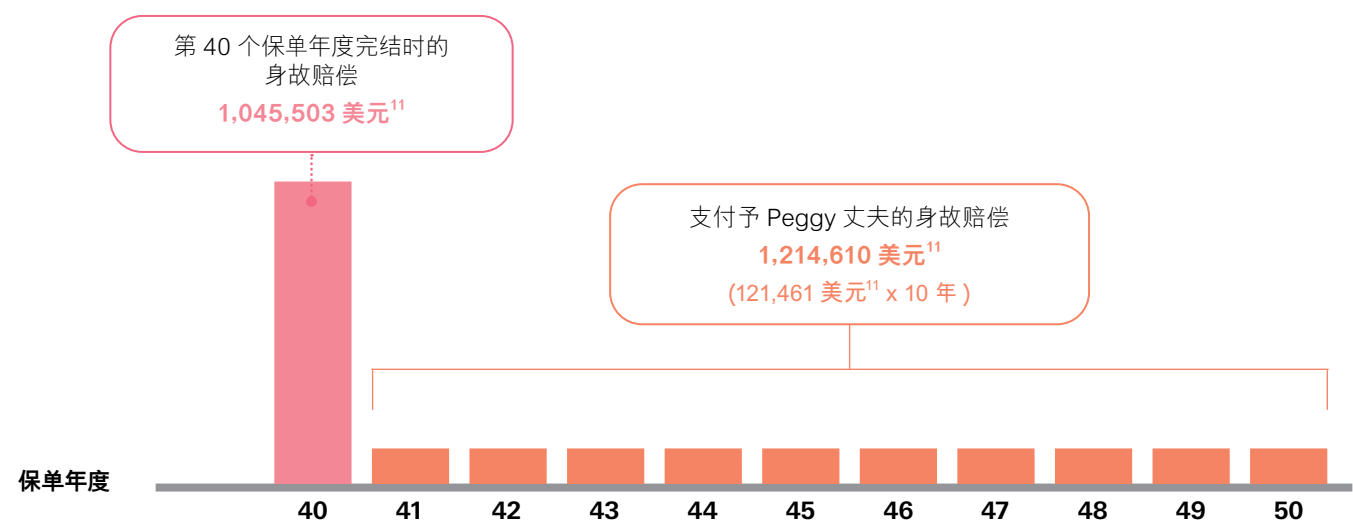 第 40 个保单年度完结时的
身故赔偿
1,045,503 美元11
支付予 Peggy 丈夫的身故赔偿
1,214,610 美元11
(121,461 美元11 x 10 年 )
保单年度
40 41 42 43 44 45 46 47 48 49 50